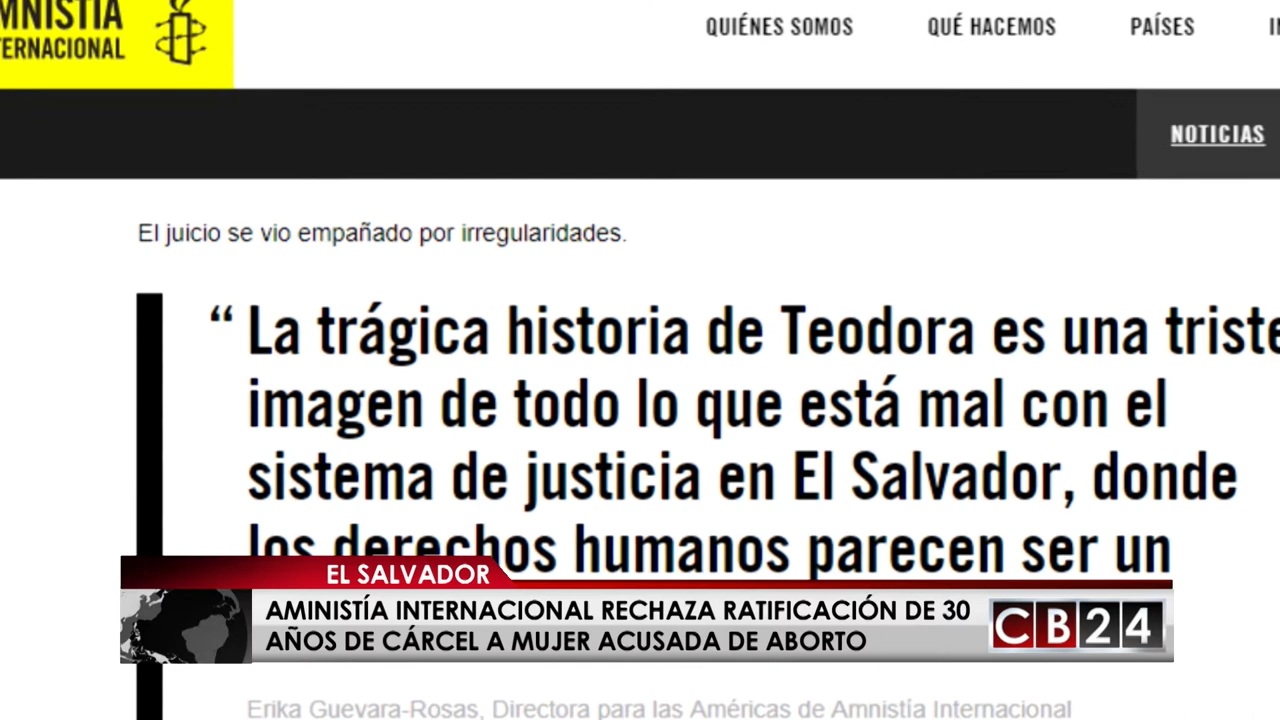 MNISTÍA
TERNACIONAL
QUIÉNES SOMOS
QUÉ HACEMOS
PAÍSES
NOTICIAS
El juicio se vio empañado por irregularidades.
“ La trágica historia de Teodora es una triste
imagen de todo lo que está mal con el
sistema de justicia en El Salvador, donde
los derechos humanos parecen ser un
EL SALVADOR
AMINISTÍA INTERNACIONAL RECHAZA RATIFICACIÓN DE 30
AÑOS DE CÁRCEL A MUJER ACUSADA DE ABORTO
CB24
Erika Guevara-Rosas, Directora para las Américas de Amnistía Internacional